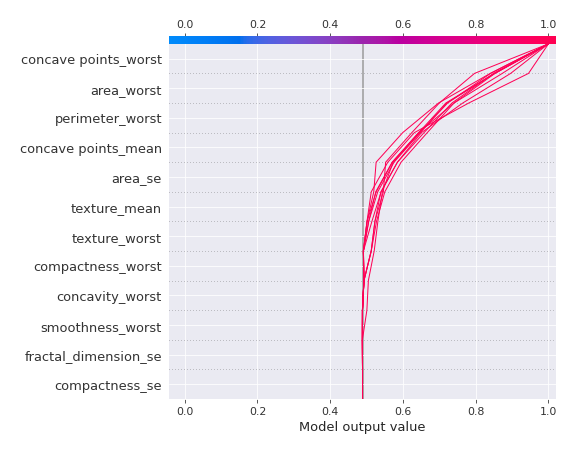 0.0 0.2 0.4 0.6 0.8 1.0
concave points_worst
area_worst
perimeter_worst
concave points_mean
area_se
texture_mean
texture_worst
compactness_worst
concavity_worst
smoothness_worst
fractal_dimension_se
compactness_se
0.0 0.2 0.4 0.6 0.8 1.0
Model output value